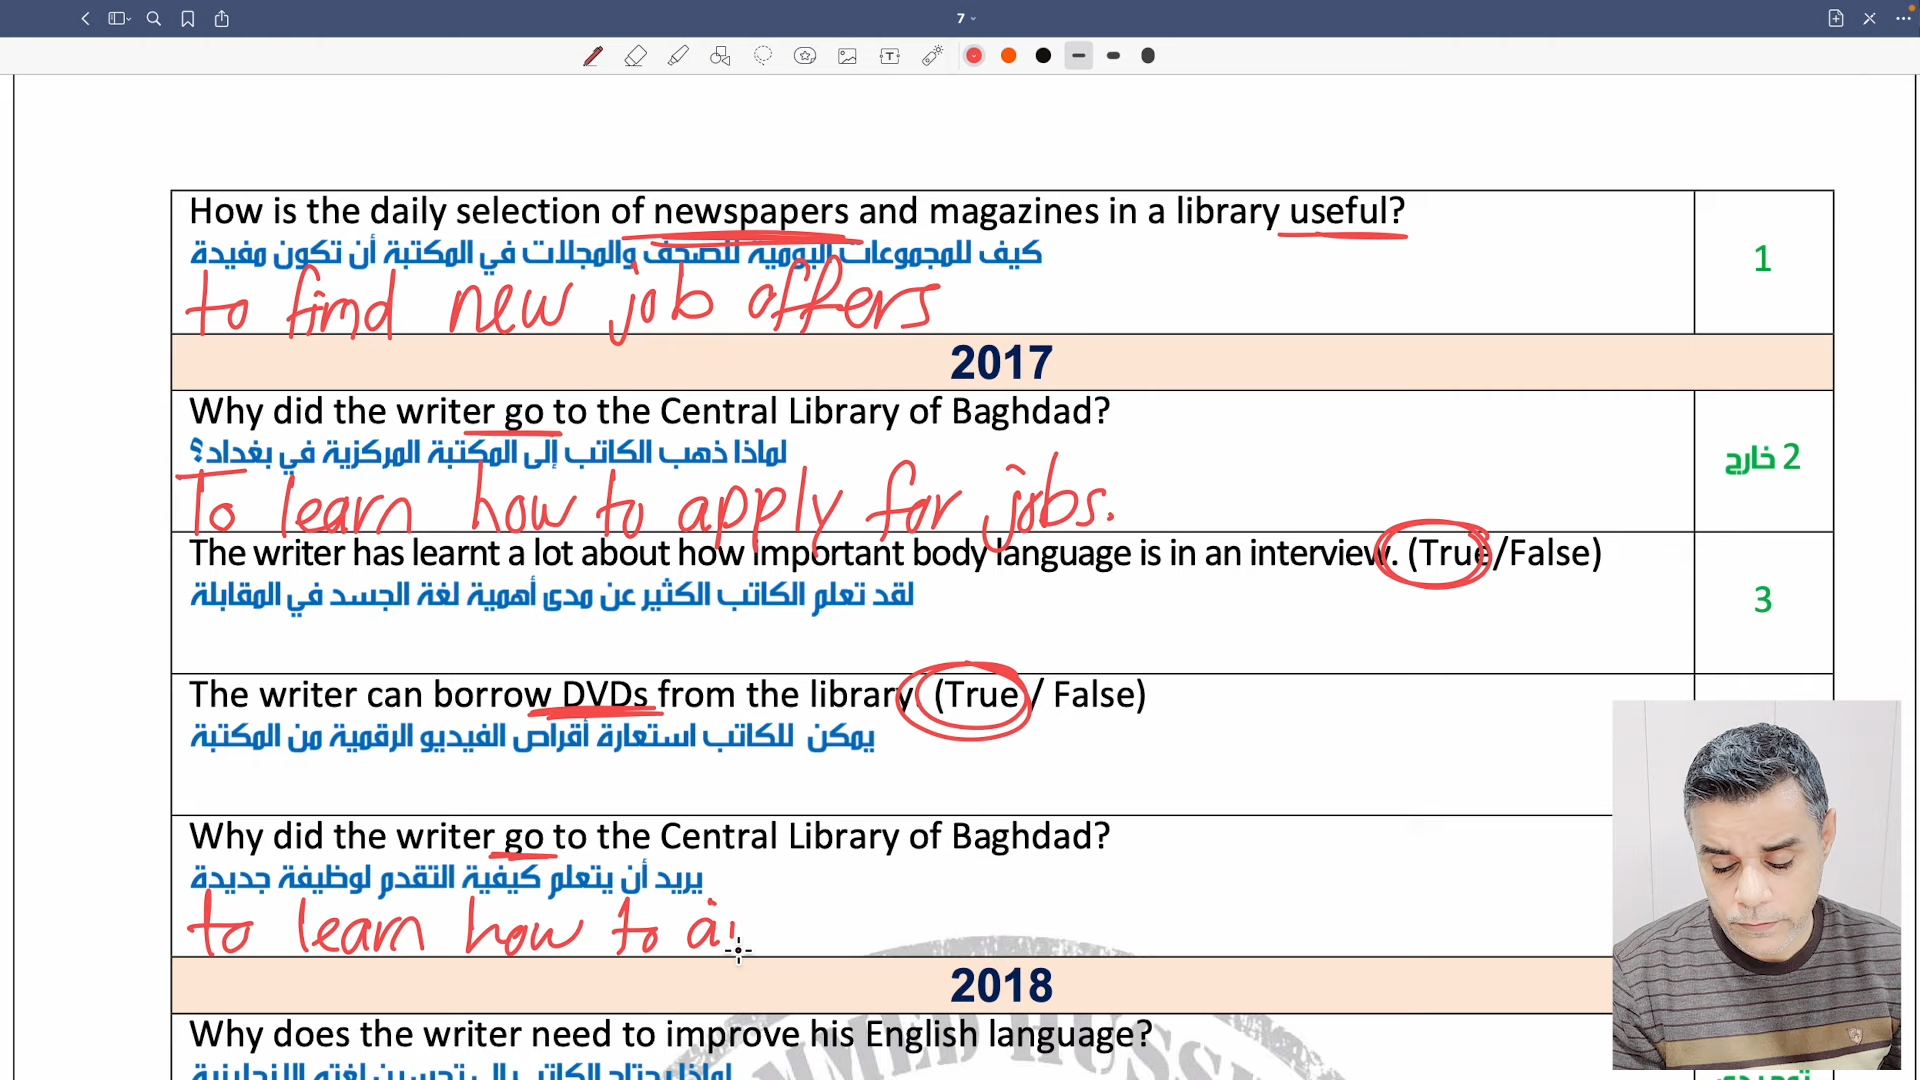 7
How is the daily selection of newspapers and magazines in a library useful?
كيف للمجموعات اليومية للصحف والمجلات في المكتبة أن تكون مفيدة
to find new job offers
1
2017
Why did the writer go to the Central Library of Baghdad?
لماذا ذهب الكاتب إلى المكتبة المركزية في بغداد؟
To learn how to apply for jobs.
2 خارج
The writer has learnt a lot about how important body language is in an interview. (True/False)
لقد تعلم الكاتب الكثير عن مدى أهمية لغة الجسد في المقابلة
3
The writer can borrow DVDs from the library. (True / False)
يمكن للكاتب استعارة أقراص الفيديو الرقمية من المكتبة
Why did the writer go to the Central Library of Baghdad?
يريد أن يتعلم كيفية التقدم لوظيفة جديدة
to learn how to
2018
Why does the writer need to improve his English language?
لماذا يحتاج الكاتب إلى تحسين لغته الإنجليزية